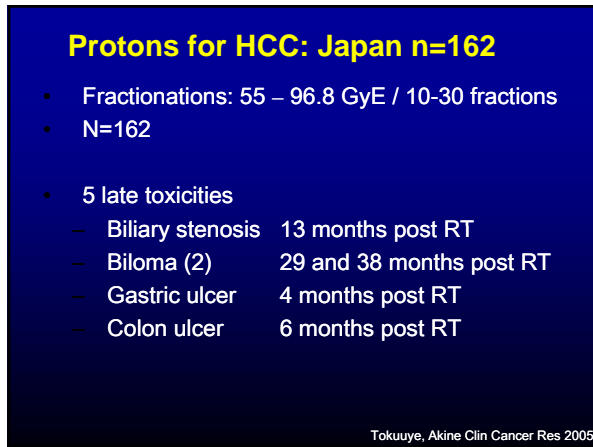 Protons for HCC: Japan n=162
• Fractionations: 55 – 96.8 GyE / 10-30 fractions
• N=162
• 5 late toxicities
– Biliary stenosis 13 months post RT
– Biloma (2) 29 and 38 months post RT
– Gastric ulcer 4 months post RT
– Colon ulcer 6 months post RT
Tokuuye, Akine Clin Cancer Res 2005